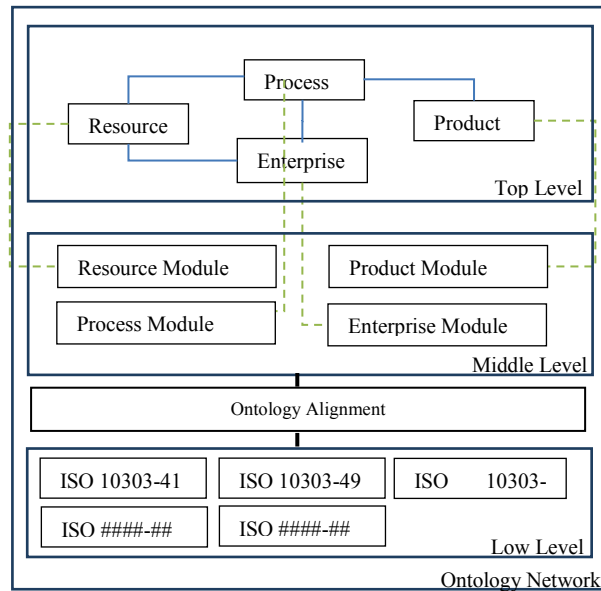 Process
Resource
Product
Enterprise
Top Level
Resource Module
Product Module
Process Module
Enterprise Module
Middle Level
Ontology Alignment
ISO 10303-41
ISO 10303-49
ISO 10303-
ISO ####-##
ISO ####-##
Low Level
Ontology Network